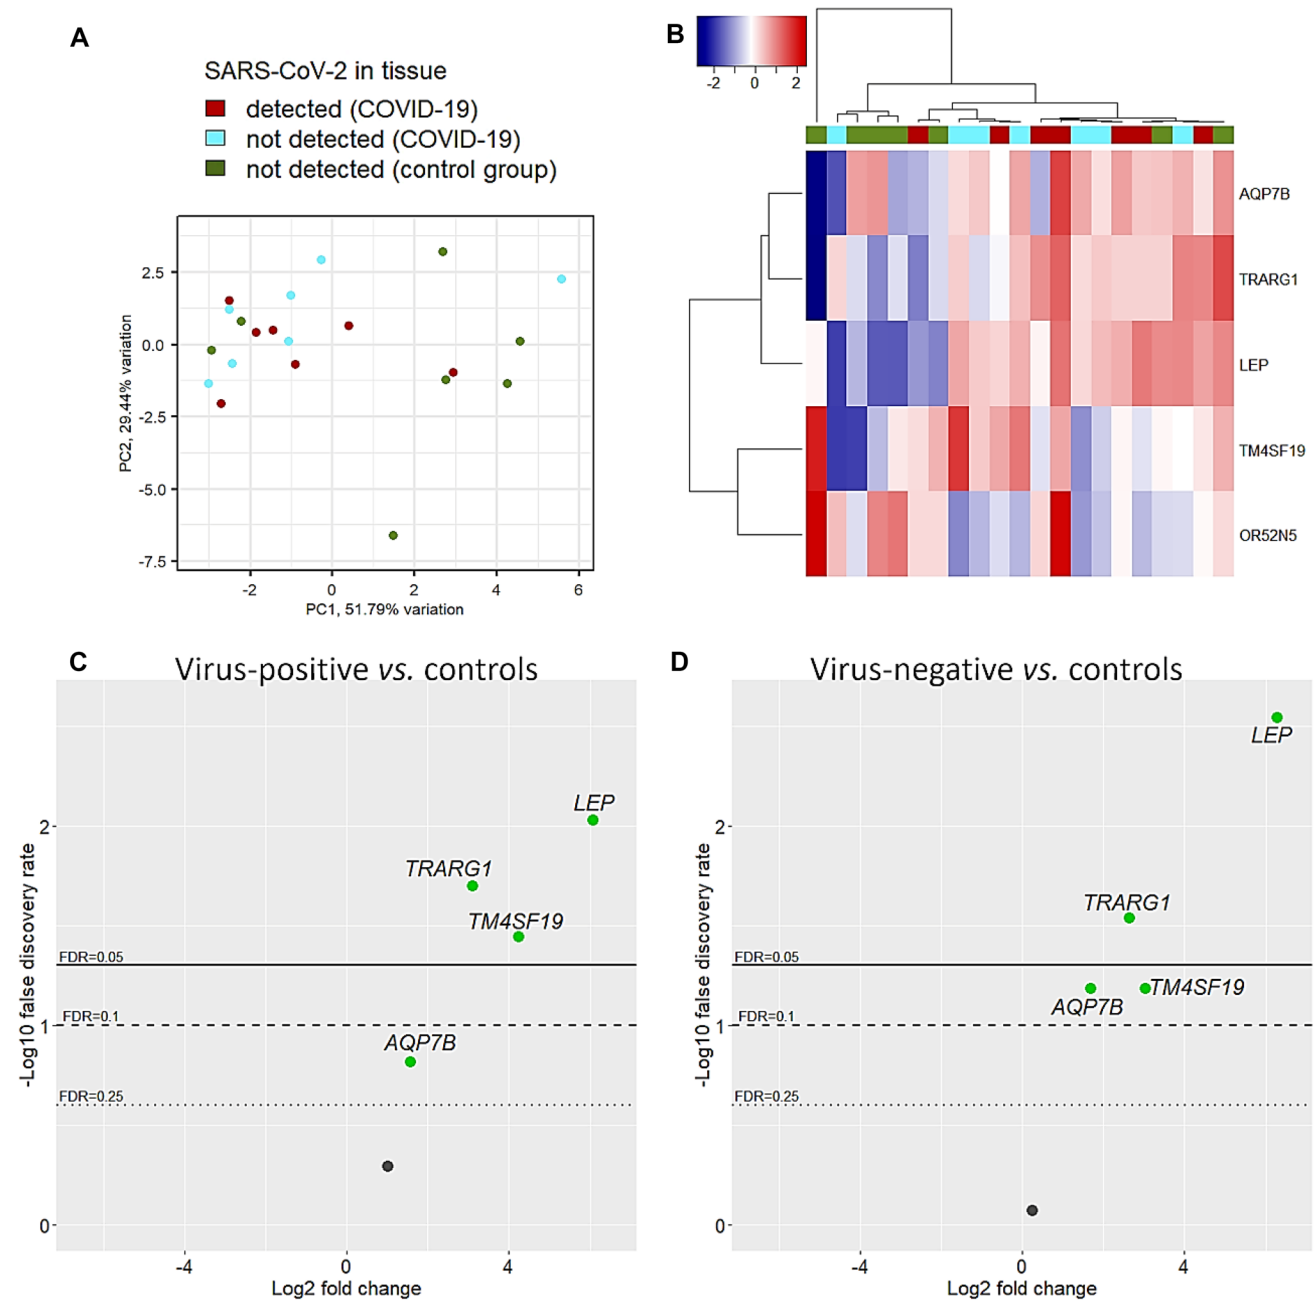 A
SARS-CoV-2 in tissue
detected (COVID-19)
not detected (COVID-19)
not detected (control group)
2.5
0.0
-2.5
-5.0
-7.5
PC2, 29.44% variation
-2 0 2 4 6
PC1, 51.79% variation
B
-2 0 2
AQP7B
TRARG1
LEP
TM4SF19
OR52N5
C
Virus-positive vs. controls
LEP
2
TRARG1
TM4SF19
FDR=0.05
FDR=0.1
1
AQP7B
FDR=0.25
0
-Log10 false discovery rate
-4 0 4
Log2 fold change
D
Virus-negative vs. controls
LEP
2
TRARG1
FDR=0.05
TM4SF19
AQP7B
FDR=0.1
1
FDR=0.25
0
-Log10 false discovery rate
-4 0 4
Log2 fold change